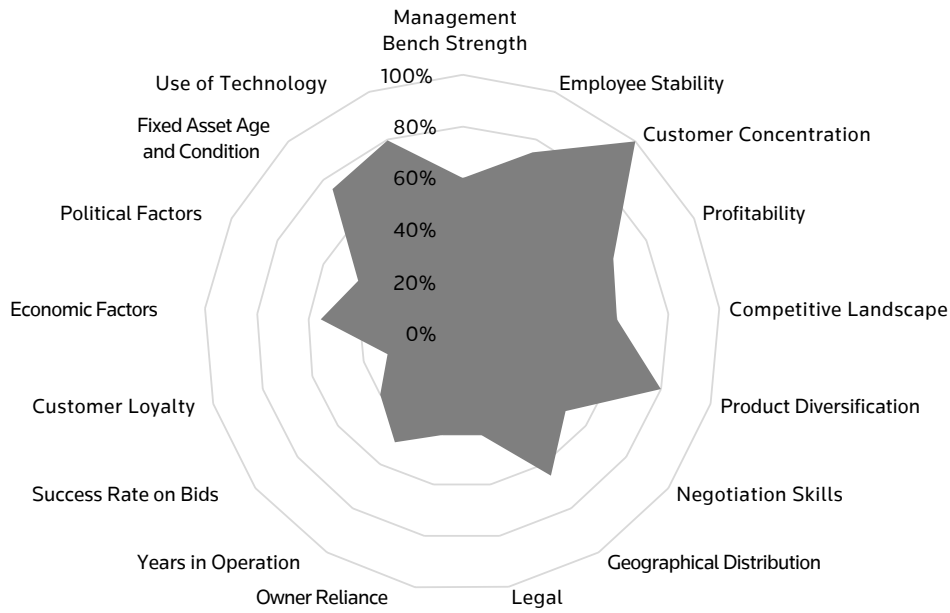 Management
Bench Strength
100%
Use of Technology
Employee Stability
80%
Fixed Asset Age
and Condition
Customer Concentration
60%
Political Factors
Profitability
40%
20%
Economic Factors
Competitive Landscape
0%
Customer Loyalty
Product Diversification
Success Rate on Bids
Negotiation Skills
Years in Operation
Geographical Distribution
Owner Reliance
Legal